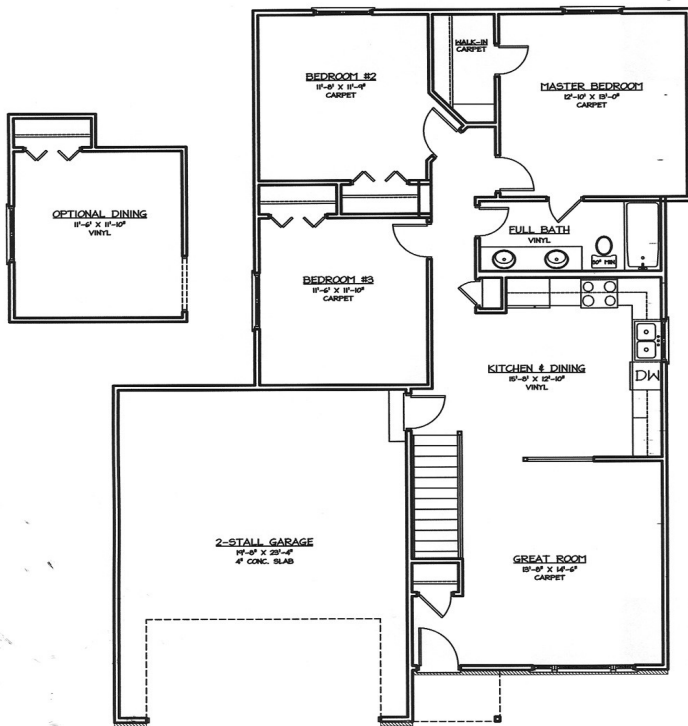 WALK-IN
CARPET
BEDROOM #2
11'-8" X 11'-9"
CARPET
MASTER BEDROOM
12'-10" X 13'-0"
CARPET
OPTIONAL DINING
11'-6" X 11'-10"
VINYL
FULL BATH
VINYL
30" MIN
BEDROOM #3
11'-6" X 11'-10"
CARPET
KITCHEN & DINING
15'-8" X 12'-10"
VINYL
DW
2-STALL GARAGE
19'-8" X 23'-4"
4" CONC. SLAB
GREAT ROOM
13'-8" X 14'-6"
CARPET